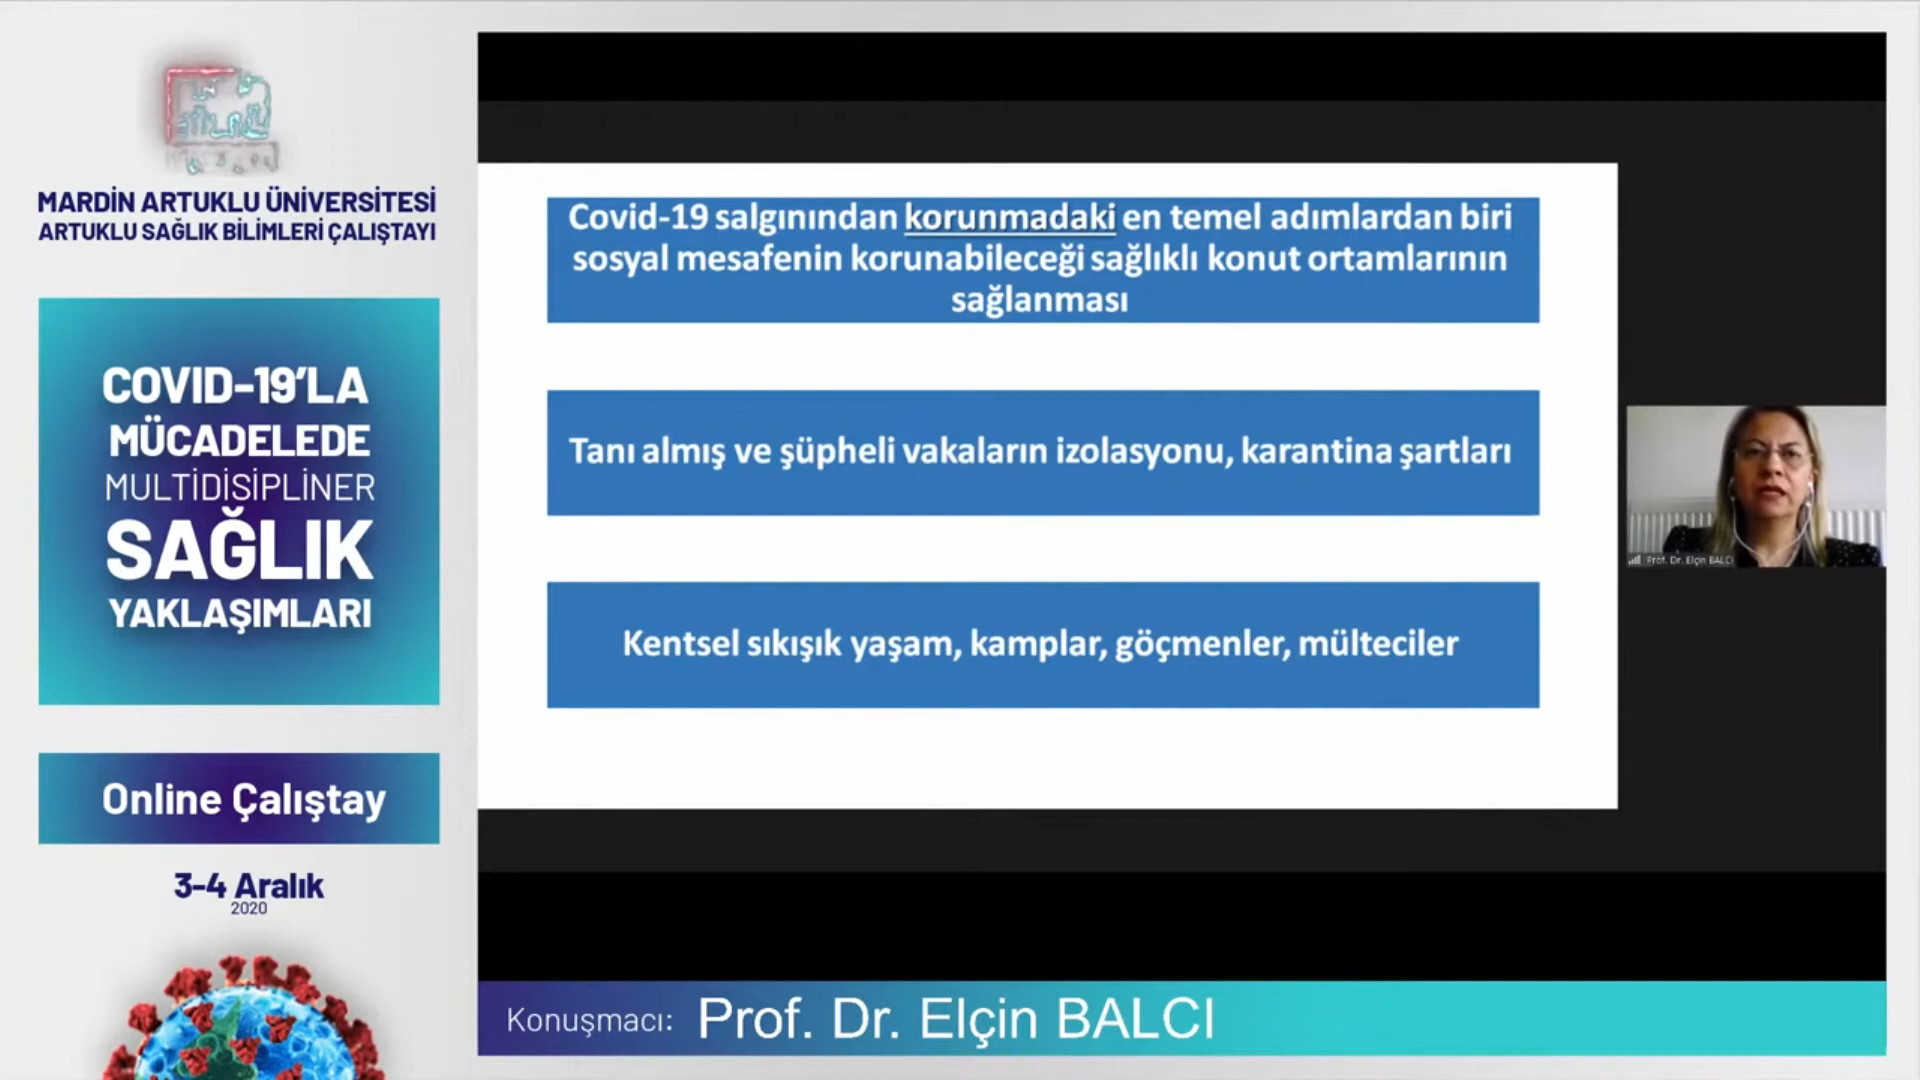 MARDİN ARTUKLU ÜNİVERSİTESİ
ARTUKLU SAĞLIK BİLİMLERİ ÇALIŞTAYI
COVID-19’LA
MÜCADELEDE
MULTİDİSİPLİNER
SAĞLIK
YAKLAŞIMLARI
Online Çalıştay
3-4 Aralık
2020
Covid-19 salgınından korunmadaki en temel adımlardan biri
sosyal mesafenin korunabileceği sağlıklı konut ortamlarının
sağlanması
Tanı almış ve şüpheli vakaların izolasyonu, karantina şartları
Kentsel sıkışık yaşam, kamplar, göçmenler, mülteciler
Prof. Dr. Elçin BALCI
Konuşmacı: Prof. Dr. Elçin BALCI